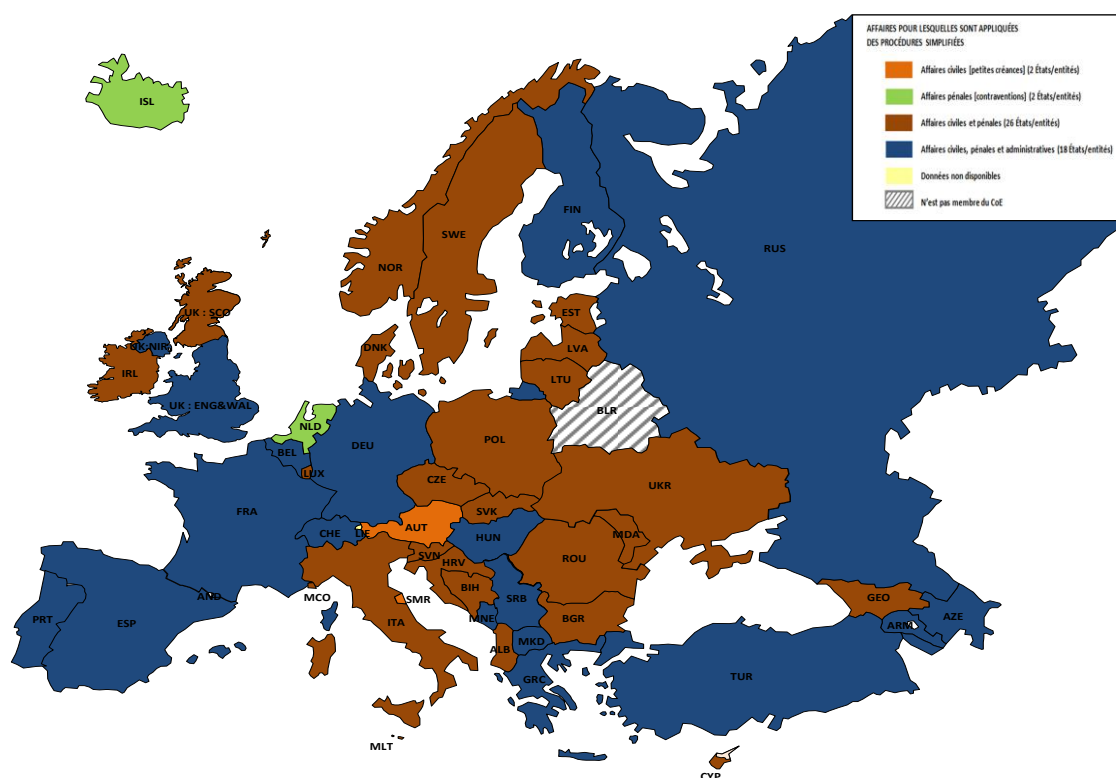 AFFAIRES POUR LESQUELLES SONT APPLIQUÉES
DES PROCÉDURES SIMPLIFIÉES
Affaires civiles [petites créances] (2 États/entités)
Affaires pénales [contraventions] (2 États/entités)
Affaires civiles et pénales (26 États/entités)
Affaires civiles, pénales et administratives (18 États/entités)
Données non disponibles
N'est pas membre du CoE
ISL
FIN
SWE
RUS
NOR
UK : SCO
EST
UK:NIR
DNK
LVA
IRL
LTU
UK : ENG&WAL
BLR
NLD
POL
DEU
BEL
LUX
CZE
UKR
FRA
SVK
AUT
CHE
DE
HUN
MDA
SVN
ROU
HRV
BIH
AND
MCO
SMR
SRB
GEO
PRT
ESP
ITA
MNE
BGR
ARM
AZE
MKD
ALB
GRC
TUR
MLT
CYP